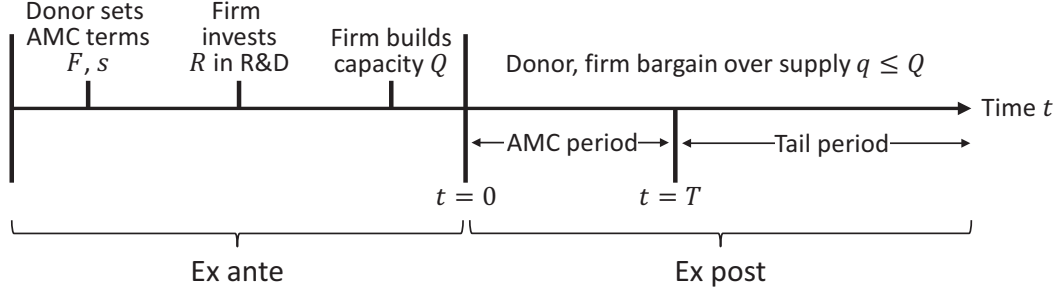 Donor sets
AMC terms
F, s
Firm
invests
R in R&D
Firm builds
capacity Q
Donor, firm bargain over supply q ≤ Q
Time t
AMC period
Tail period
t = 0
t = T
Ex ante
Ex post